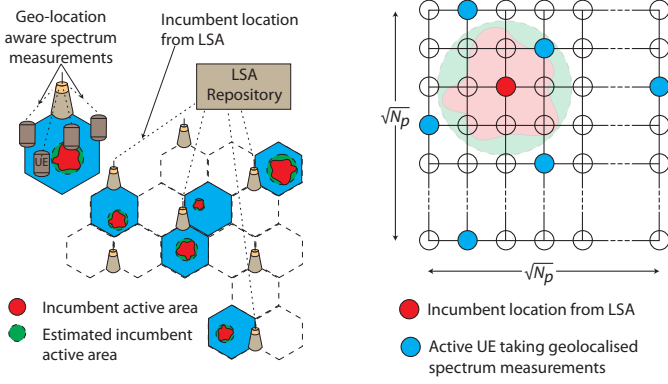 Geo-location
aware spectrum
measurements
Incumbent location
from LSA
LSA
Repository
UE
Incumbent active area
Estimated incumbent
active area
√Np
√Np
Incumbent location from LSA
Active UE taking geolocalised
spectrum measurements